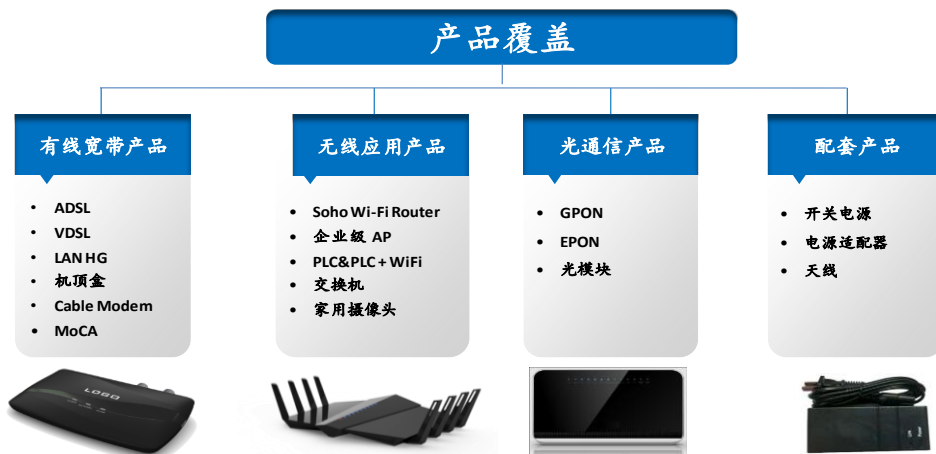 产品覆盖
有线宽带产品
ADSL
VDSL
LAN HG
机顶盒
Cable Modem
MoCA
无线应用产品
Soho Wi-Fi Router
企业级 AP
PLC&PLC + WiFi
交换机
家用摄像头
光通信产品
GPON
EPON
光模块
配套产品
开关电源
电源适配器
天线
LOGO